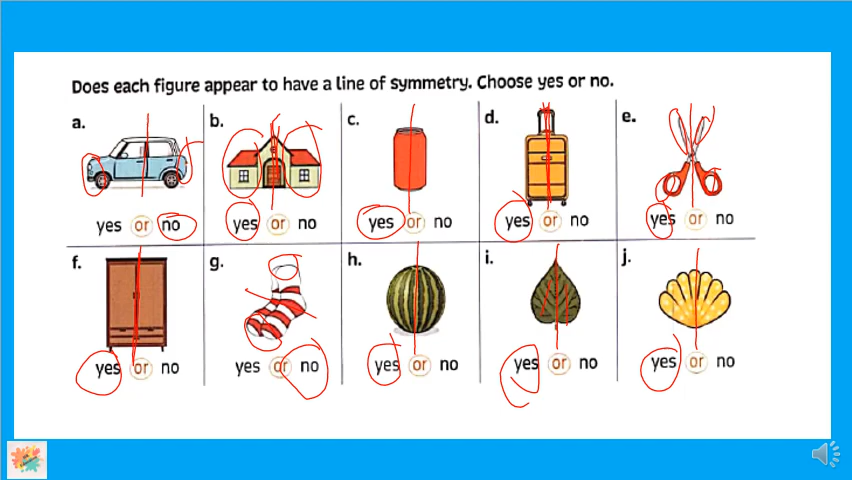 Does each figure appear to have a line of symmetry. Choose yes or no.
a. b. c. d. e.
yes or no yes or no yes or no yes or no yes or no
f. g. h. i. j.
yes or no yes or no yes or no yes or no yes or no